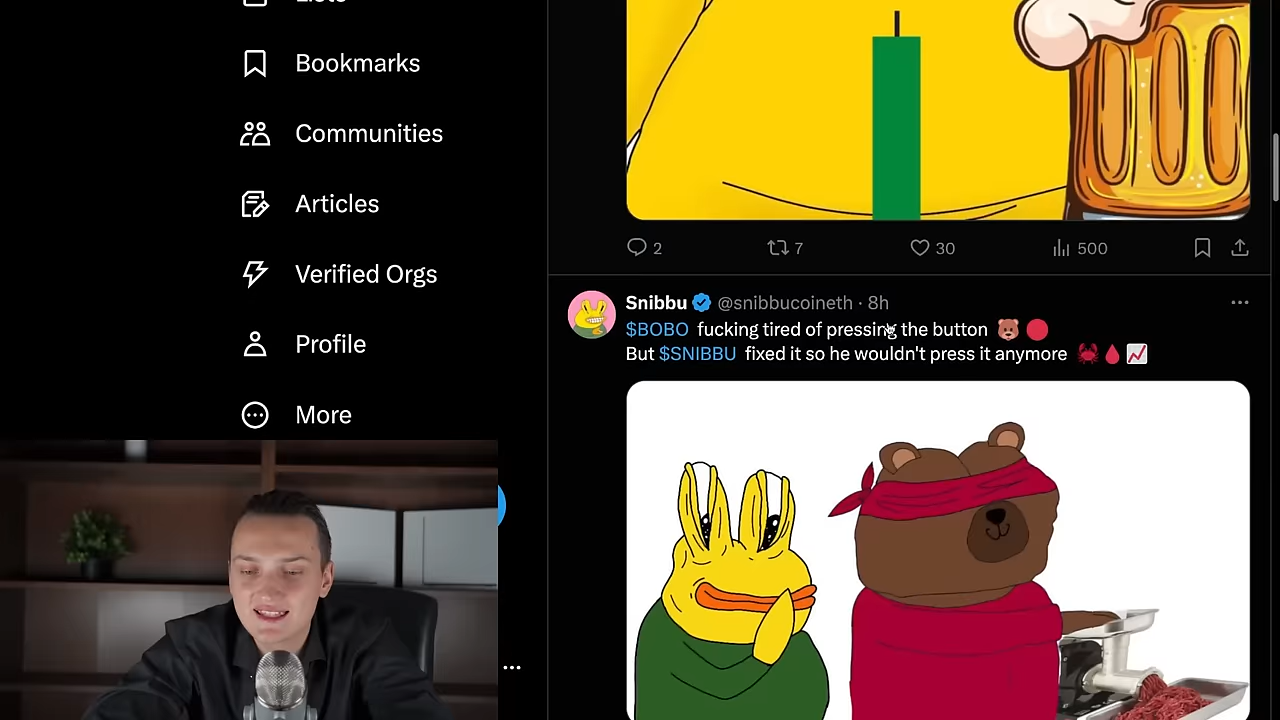 Bookmarks
Communities
Articles
Verified Orgs
Profile
More
2 7 30 500
Snibbu @snibbucoineth · 8h
$BOBO fucking tired of pressing the button 🐻 🔴
But $SNIBBU fixed it so he wouldn't press it anymore 🦀 🩸 📈